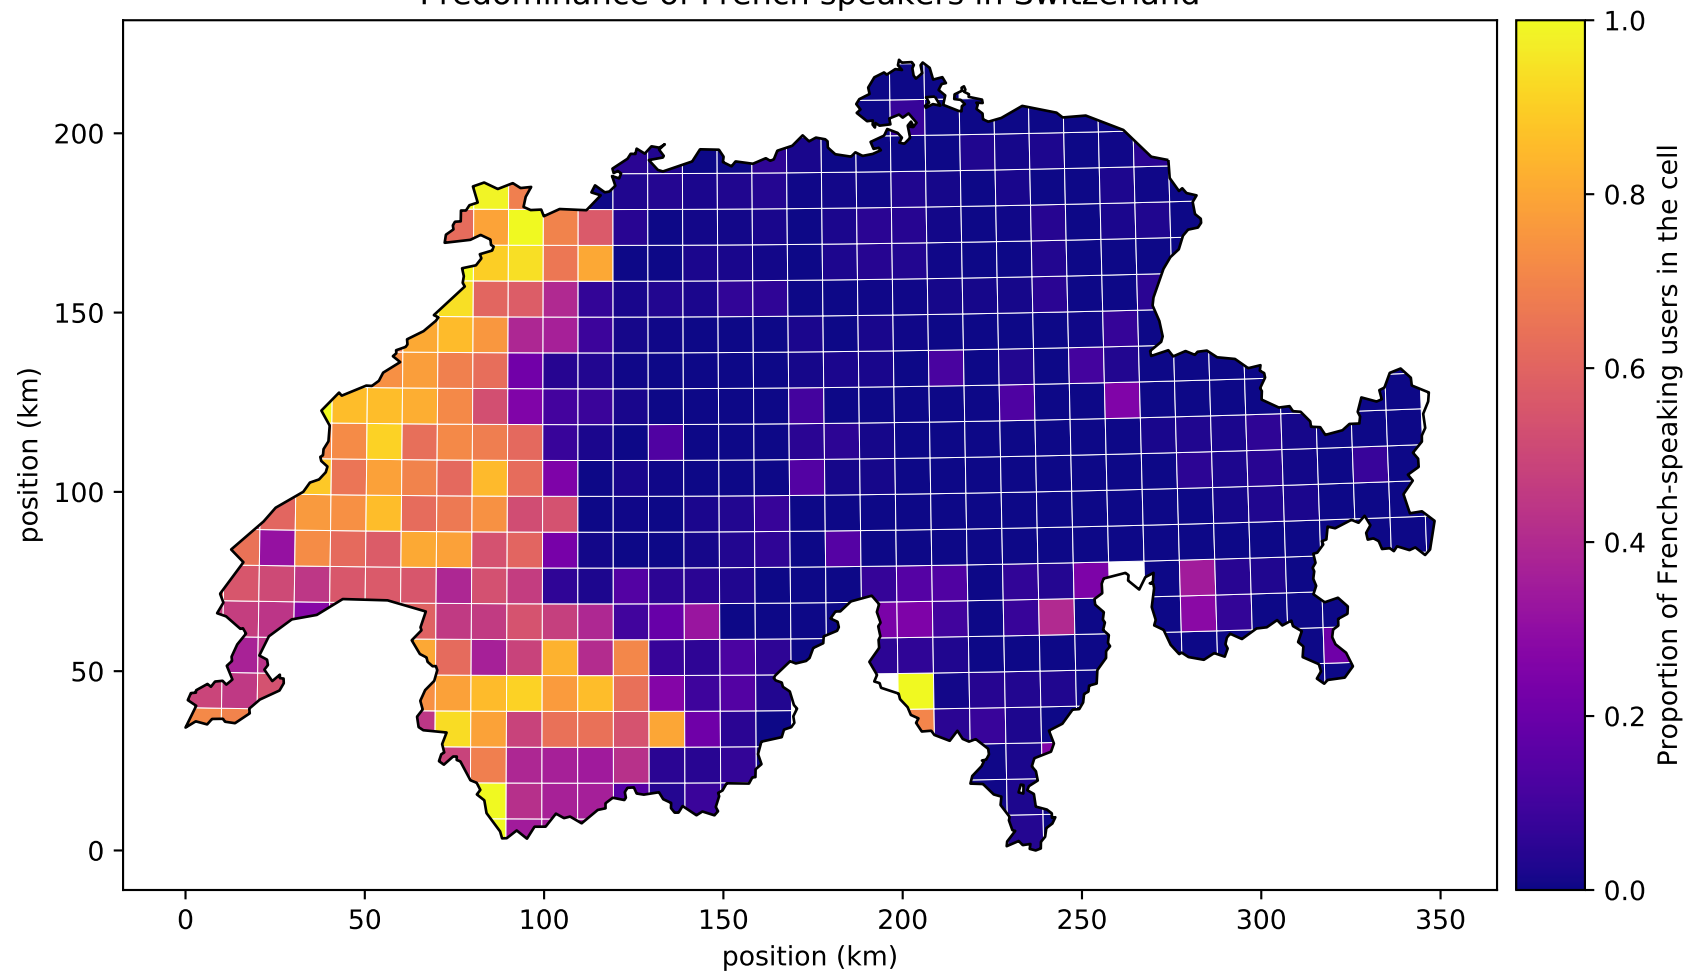 Predominance of French speakers in Switzerland
200
150
100
50
0
position (km)
0 50 100 150 200 250 300 350
position (km)
1.0
0.8
0.6
0.4
0.2
0.0
Proportion of French-speaking users in the cell